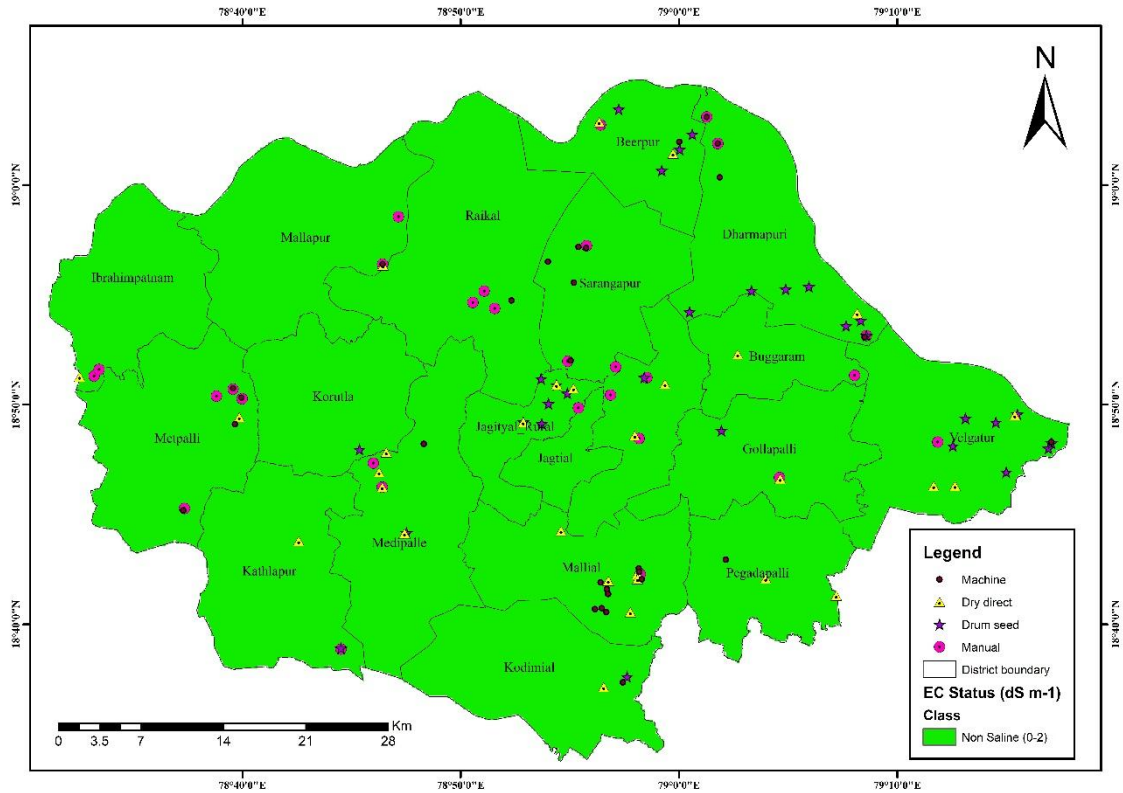 78°40'0"E
78°50'0"E
79°0'0"E
79°10'0"E
N
19°0'0"N
19°0'0"N
Beerpur
Raikal
Mallapur
Dharmapuri
Ibrahimpatnam
Sarangapur
Buggaram
18°50'0"N
18°50'0"N
Korutla
Metpalli
Jagityal_Rural
Velgatur
Gollapalli
Jagtial
Medipalle
Mallial
Kathlapur
Pegadapalli
18°40'0"N
18°40'0"N
Kodimial
Legend
Machine
Dry direct
Drum seed
Manual
District boundary
EC Status (dS m-1)
Class
Non Saline (0-2)
Km
0 3.5 7 14 21 28
78°40'0"E
78°50'0"E
79°0'0"E
79°10'0"E